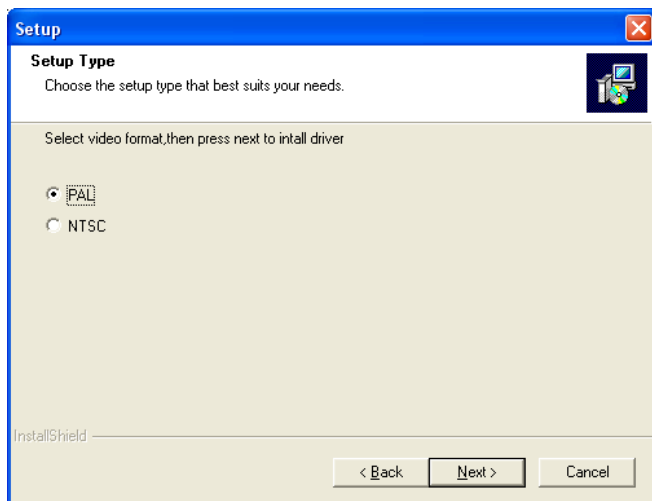 Setup
Setup Type
Choose the setup type that best suits your needs.
Select video format,then press next to intall driver
PAL
NTSC
InstallShield
< Back
Next >
Cancel